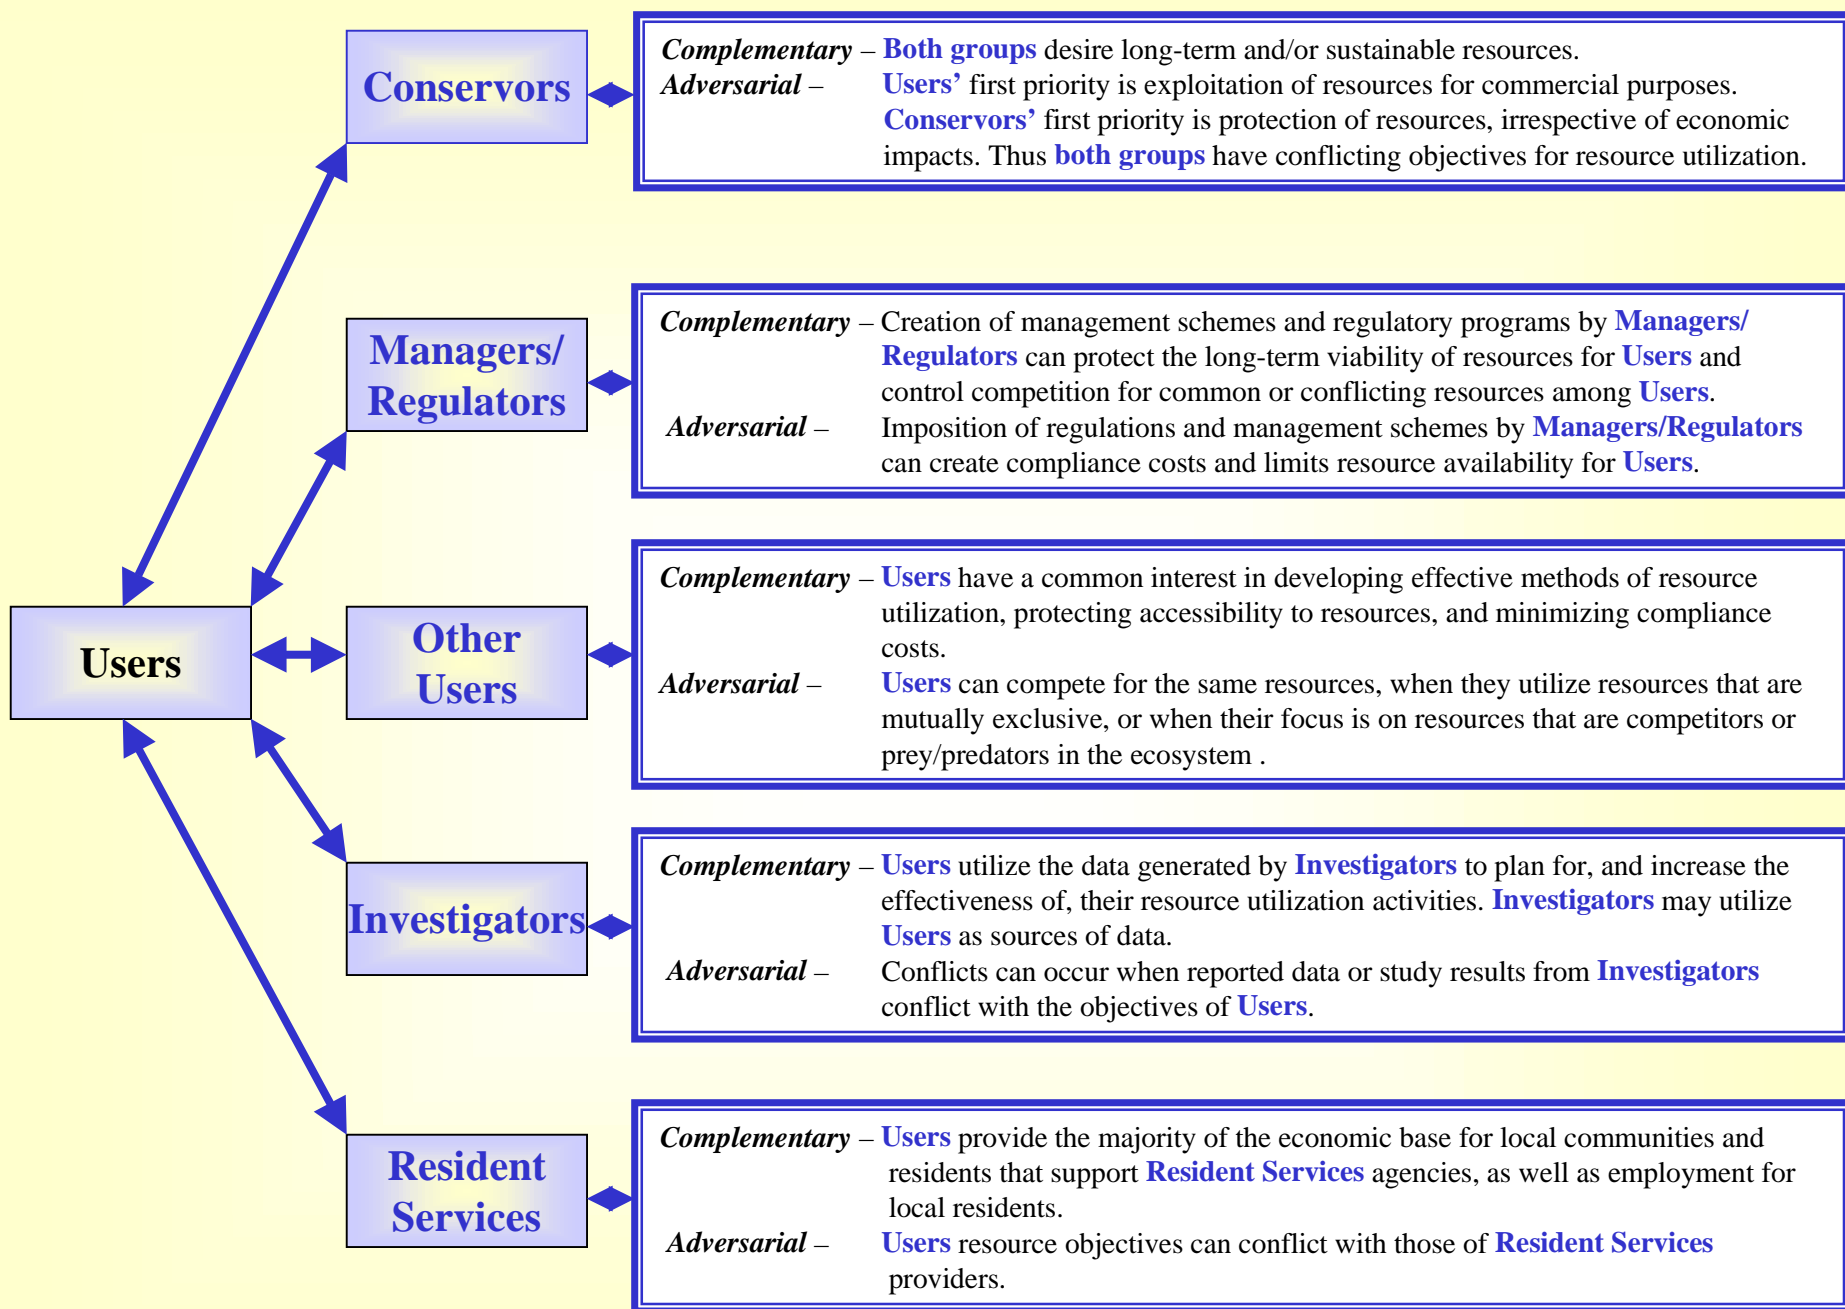 Conservors
Complementary – Both groups desire long-term and/or sustainable resources.
Adversarial – Users’ first priority is exploitation of resources for commercial purposes.
Conservors’ first priority is protection of resources, irrespective of economic
impacts. Thus both groups have conflicting objectives for resource utilization.
Managers/
Regulators
Complementary – Creation of management schemes and regulatory programs by Managers/
Regulators can protect the long-term viability of resources for Users and
control competition for common or conflicting resources among Users.
Adversarial – Imposition of regulations and management schemes by Managers/Regulators
can create compliance costs and limits resource availability for Users.
Users
Other
Users
Complementary – Users have a common interest in developing effective methods of resource
utilization, protecting accessibility to resources, and minimizing compliance
costs.
Adversarial – Users can compete for the same resources, when they utilize resources that are
mutually exclusive, or when their focus is on resources that are competitors or
prey/predators in the ecosystem .
Investigators
Complementary – Users utilize the data generated by Investigators to plan for, and increase the
effectiveness of, their resource utilization activities. Investigators may utilize
Users as sources of data.
Adversarial – Conflicts can occur when reported data or study results from Investigators
conflict with the objectives of Users.
Resident
Services
Complementary – Users provide the majority of the economic base for local communities and
residents that support Resident Services agencies, as well as employment for
local residents.
Adversarial – Users resource objectives can conflict with those of Resident Services
providers.